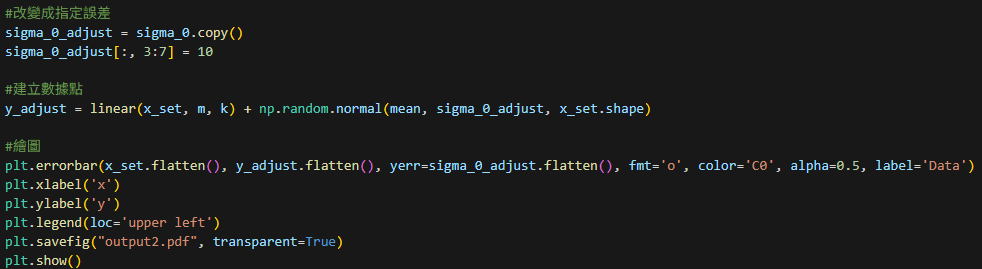 #改變成指定誤差
sigma_0_adjust = sigma_0.copy()
sigma_0_adjust[:, 3:7] = 10
#建立數據點
y_adjust = linear(x_set, m, k) + np.random.normal(mean, sigma_0_adjust, x_set.shape)
#繪圖
plt.errorbar(x_set.flatten(), y_adjust.flatten(), yerr=sigma_0_adjust.flatten(), fmt='o', color='C0', alpha=0.5, label='Data')
plt.xlabel('x')
plt.ylabel('y')
plt.legend(loc='upper left')
plt.savefig("output2.pdf", transparent=True)
plt.show()